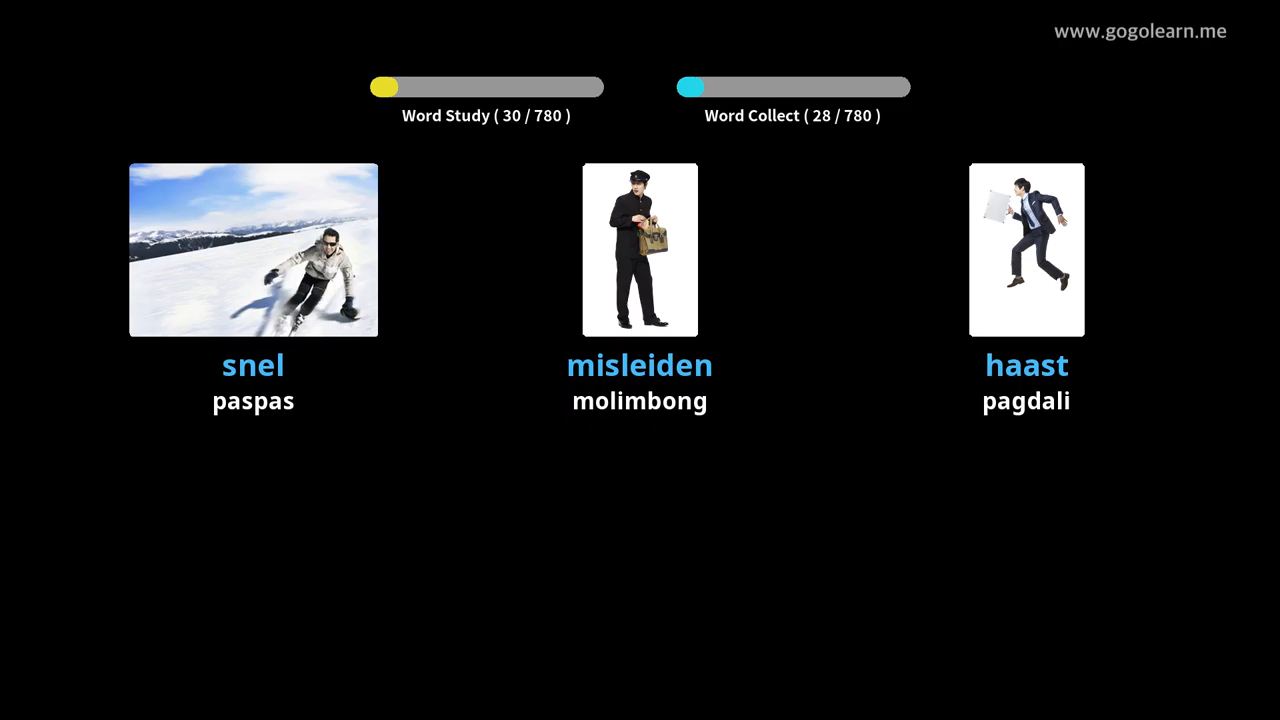 www.gogolearn.me
Word Study ( 30 / 780 )
Word Collect ( 28 / 780 )
snel
paspas
misleiden
molimbong
haast
pagdali